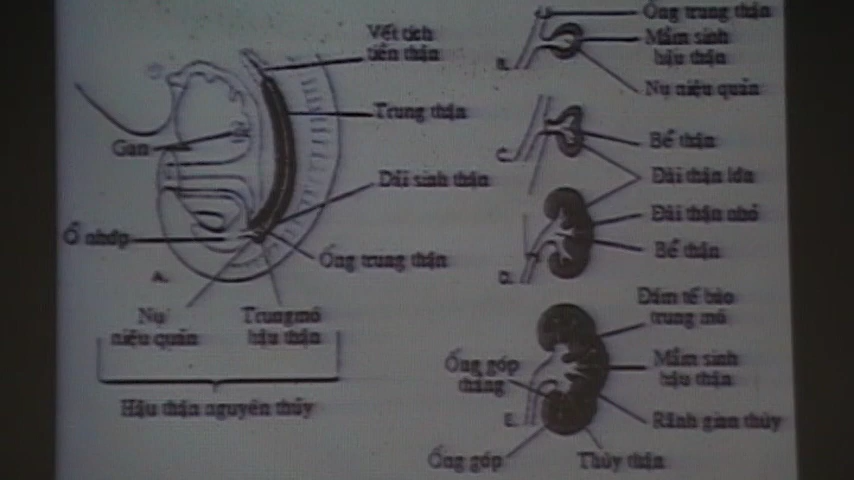 Vết tích
tiền thận
Trung thận
Gan
Dải sinh thận
Ổ nhớp
Ống trung thận
A.
Nụ
niệu quản
Trung mô
hậu thận
Hậu thận nguyên thủy
Ống trung thận
Mầm sinh
hậu thận
Nụ niệu quản
B.
Bể thận
C.
Đài thận lớn
Đài thận nhỏ
Bể thận
D.
Đám tế bào
trung mô
Ống góp
thẳng
Mầm sinh
hậu thận
E.
Rãnh gian thùy
Ống góp
Thùy thận